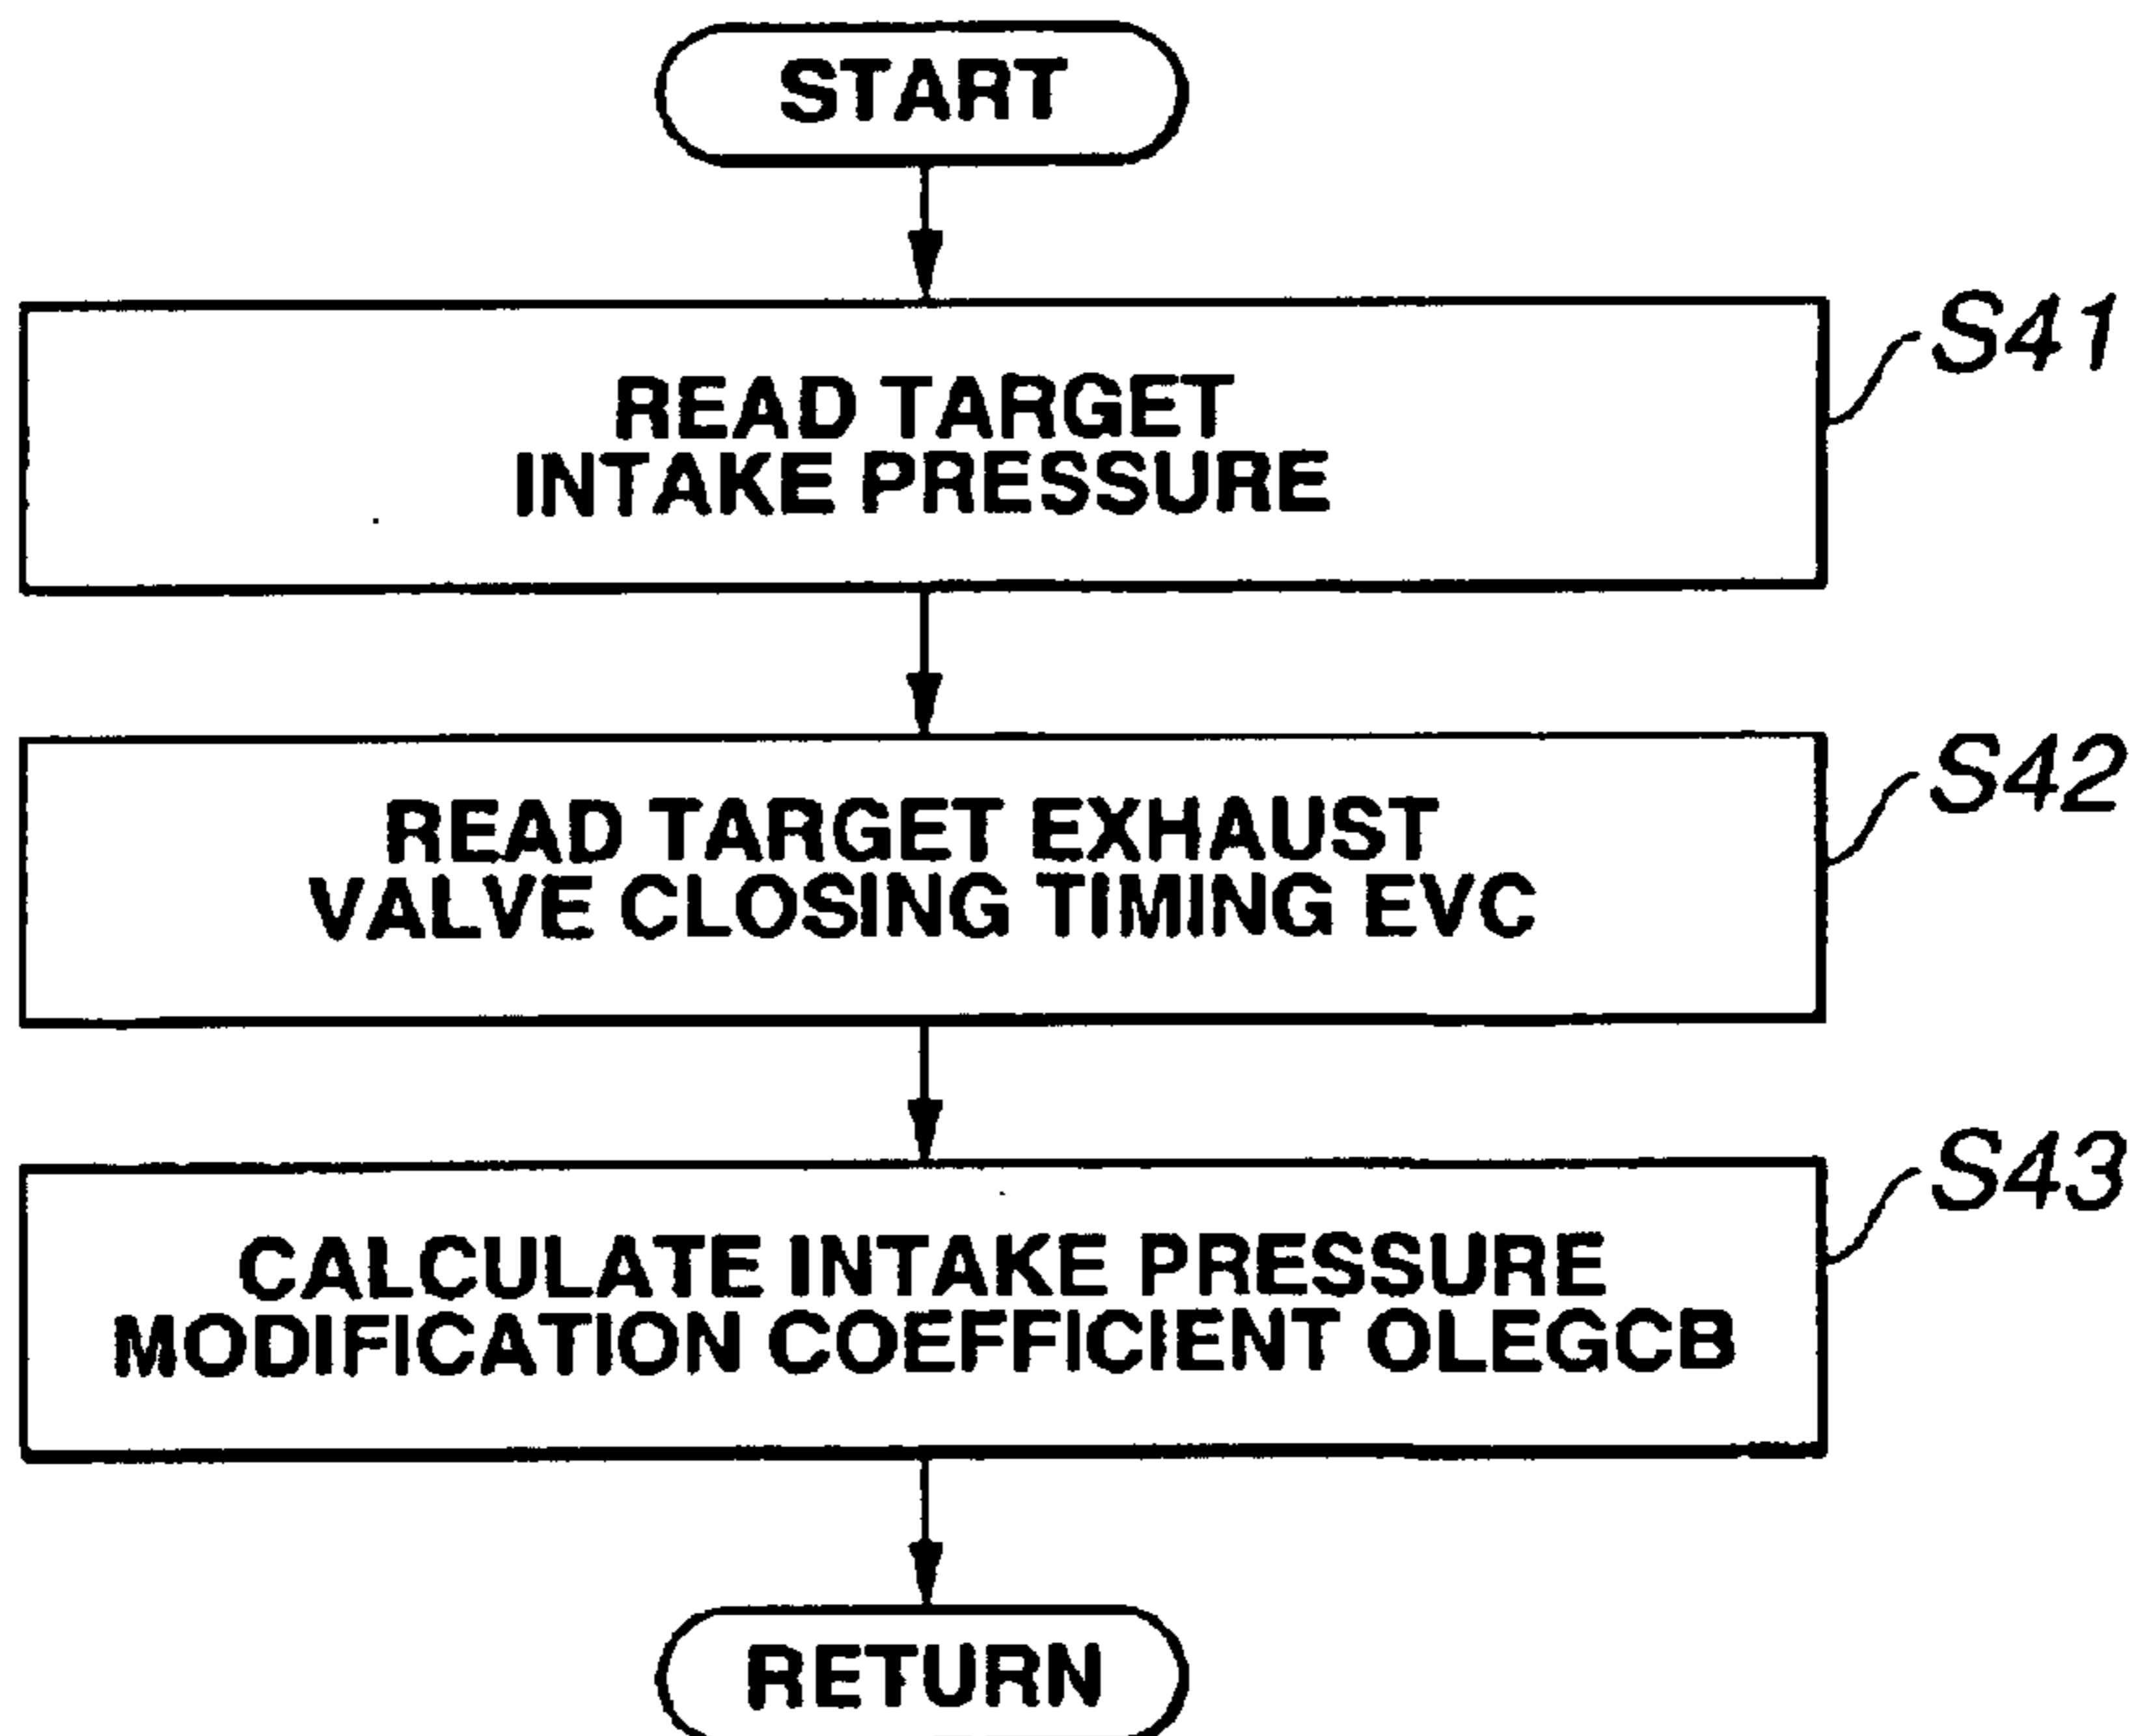 START
S41
READ TARGET
INTAKE PRESSURE
S42
READ TARGET EXHAUST
VALVE CLOSING TIMING EVC
S43
CALCULATE INTAKE PRESSURE
MODIFICATION COEFFICIENT OLEGCB
RETURN